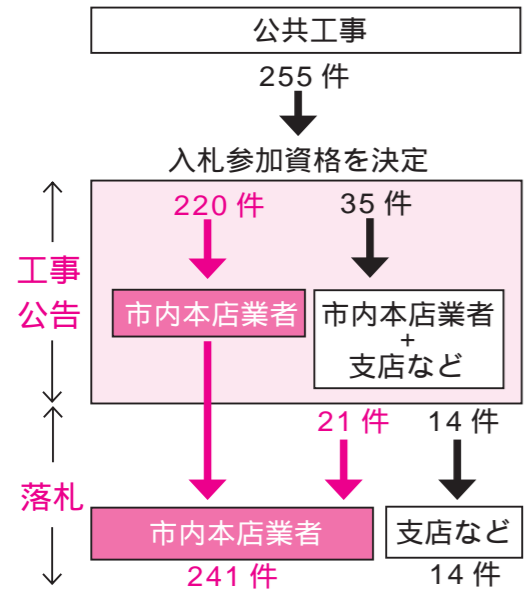 公共工事
255 件
入札参加資格を決定
220 件
35 件
工事
公告
市内本店業者
市内本店業者
+
支店など
21 件
14 件
落札
市内本店業者
支店など
241 件
14 件